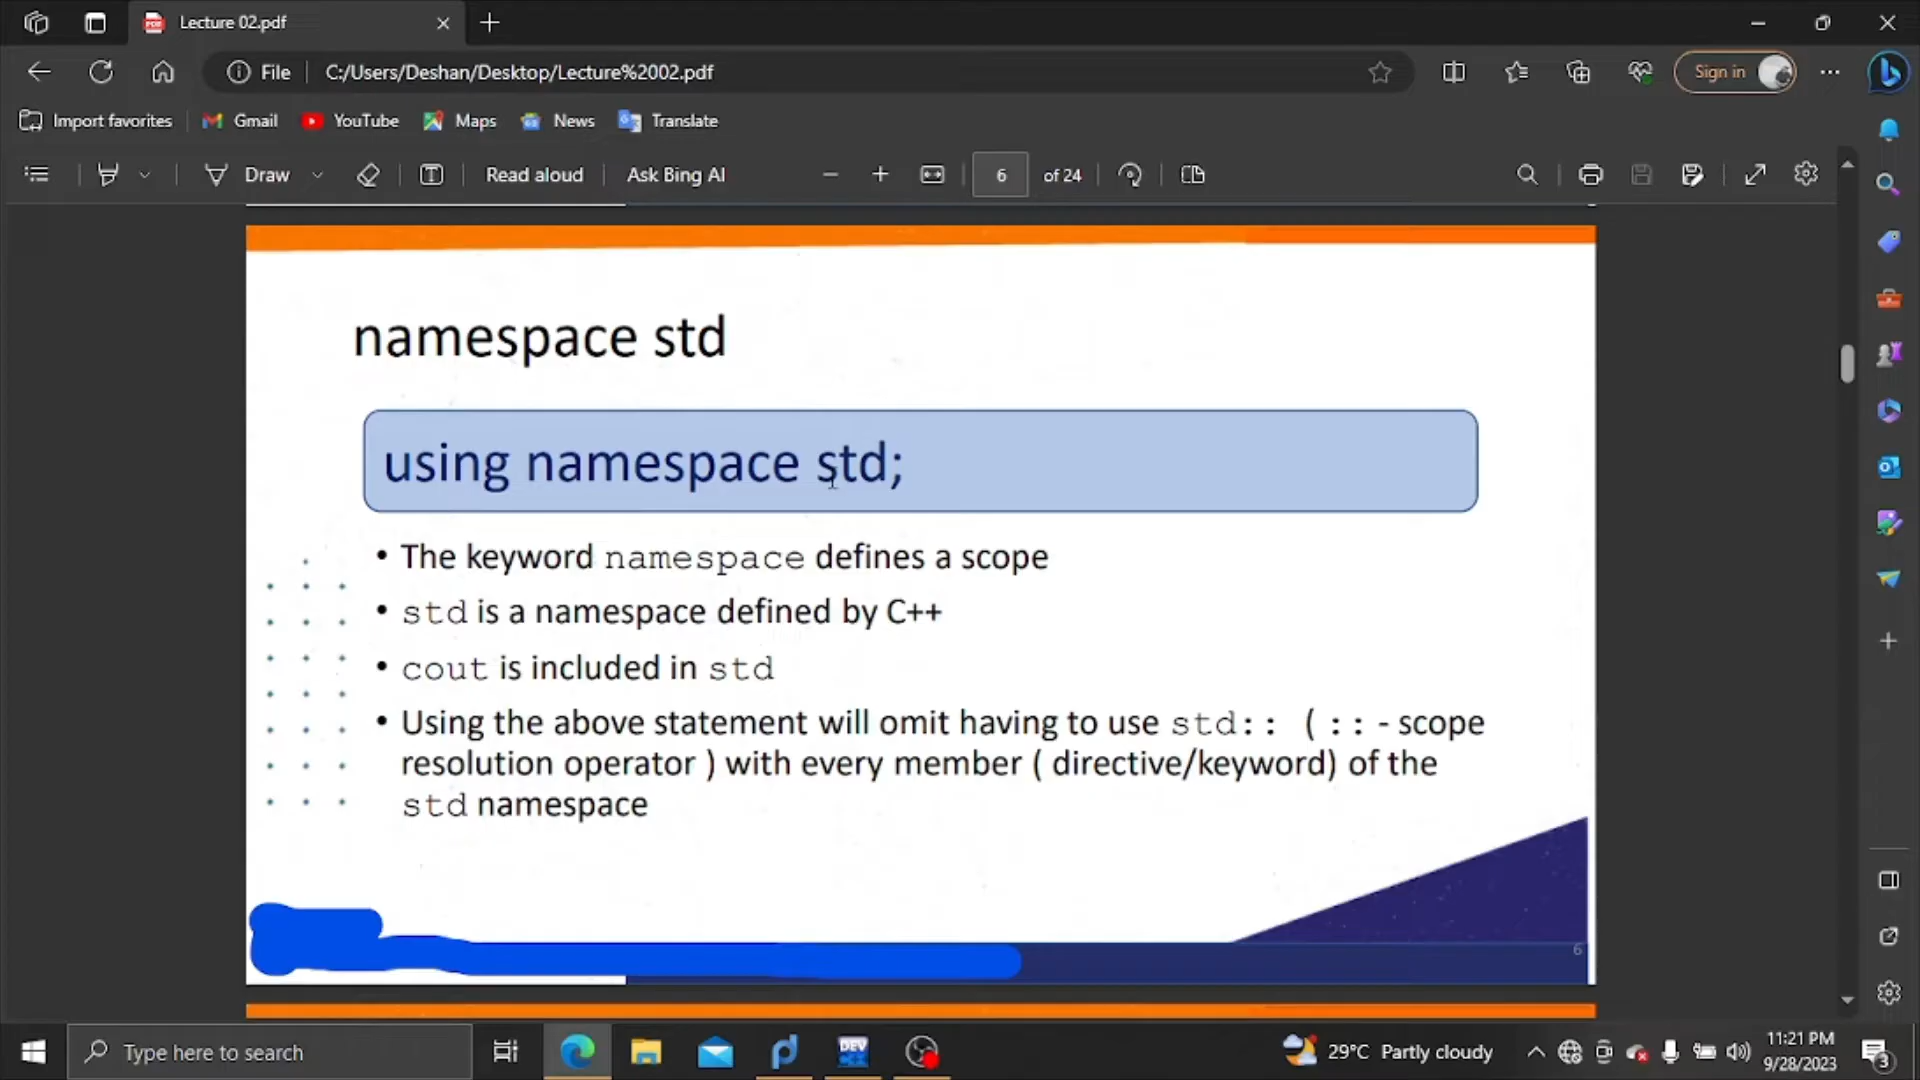 Lecture 02.pdf
File
C:/Users/Deshan/Desktop/Lecture%2002.pdf
Sign in
Import favorites
Gmail
YouTube
Maps
News
Translate
Draw
Read aloud
Ask Bing AI
6
of 24
namespace std
using namespace std;
• The keyword namespace defines a scope
• std is a namespace defined by C++
• cout is included in std
• Using the above statement will omit having to use std:: ( :: - scope
resolution operator ) with every member ( directive/keyword) of the
std namespace
6
Type here to search
DEV
29°C Partly cloudy
11:21 PM
9/28/2023
3